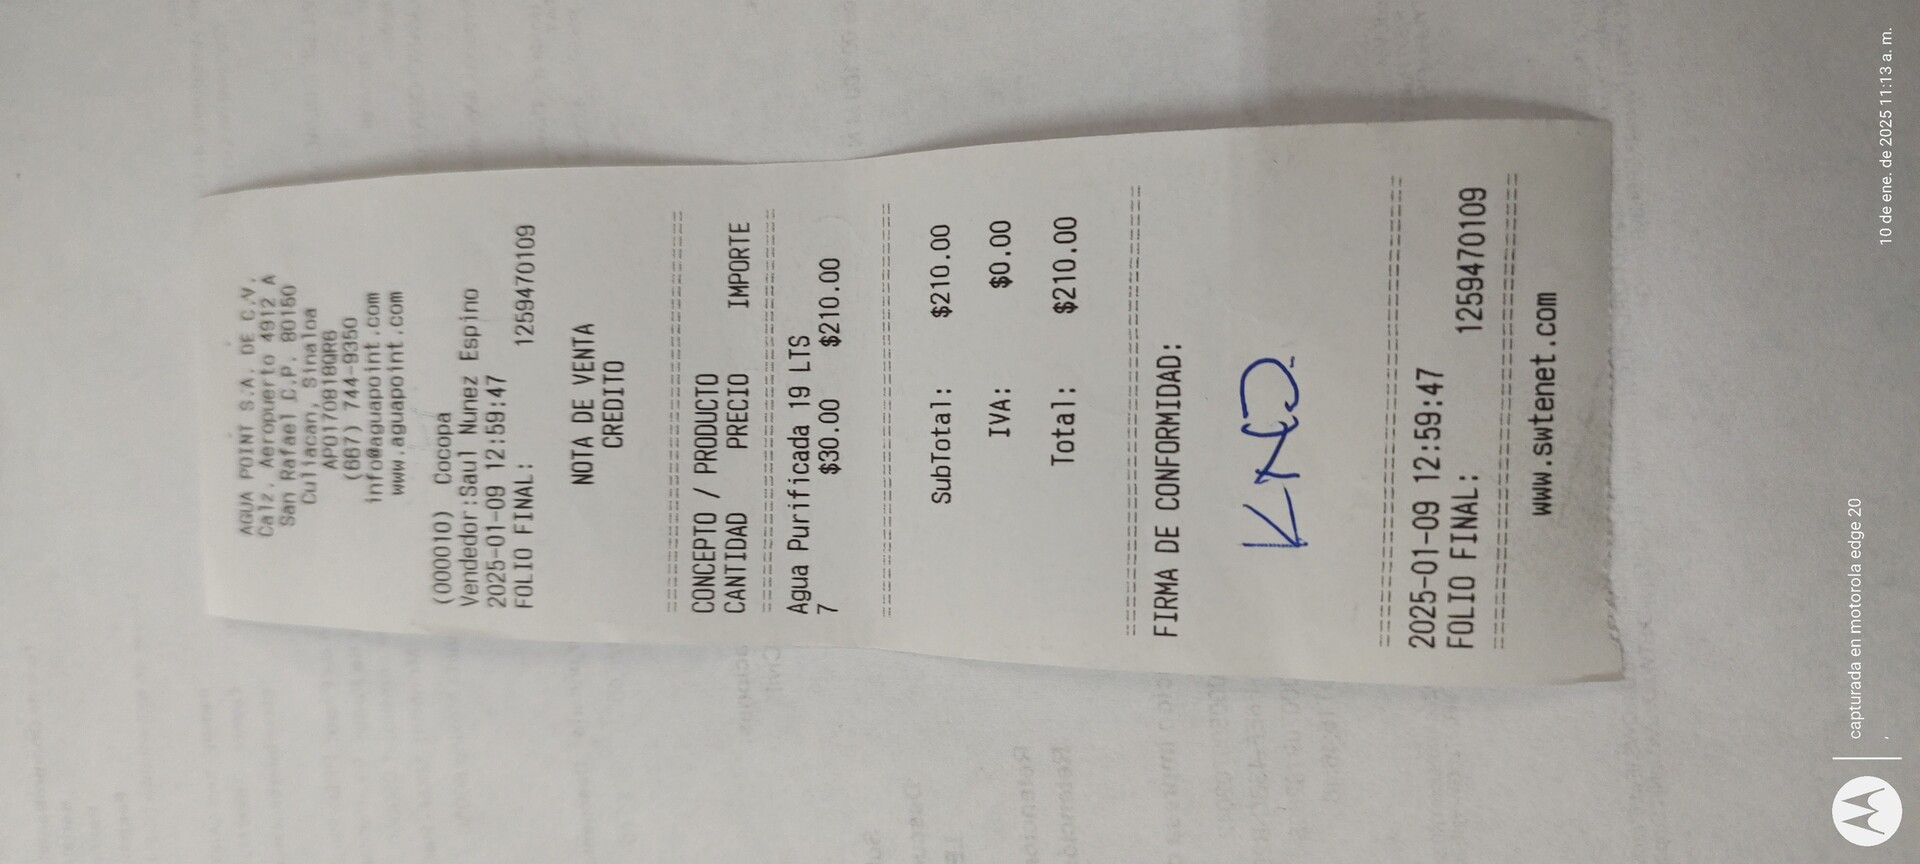 AGUA POINT S.A. DE C.V.
Calz. Aeropuerto 4912 A
San Rafael C.P. 80150
Culiacan, Sinaloa
APO170818QR6
(667) 744-9350
info@aguapoint.com
www.aguapoint.com
(000010) Cocopa
Vendedor:Saul Nunez Espino
2025-01-09 12:59:47
FOLIO FINAL: 1259470109
NOTA DE VENTA
CREDITO
CONCEPTO / PRODUCTO
CANTIDAD PRECIO IMPORTE
Agua Purificada 19 LTS
7 $30.00 $210.00
SubTotal: $210.00
IVA: $0.00
Total: $210.00
FIRMA DE CONFORMIDAD:
2025-01-09 12:59:47
FOLIO FINAL: 1259470109
www.swtenet.com
capturada en motorola edge 20
10 de ene. de 2025 11:13 a. m.